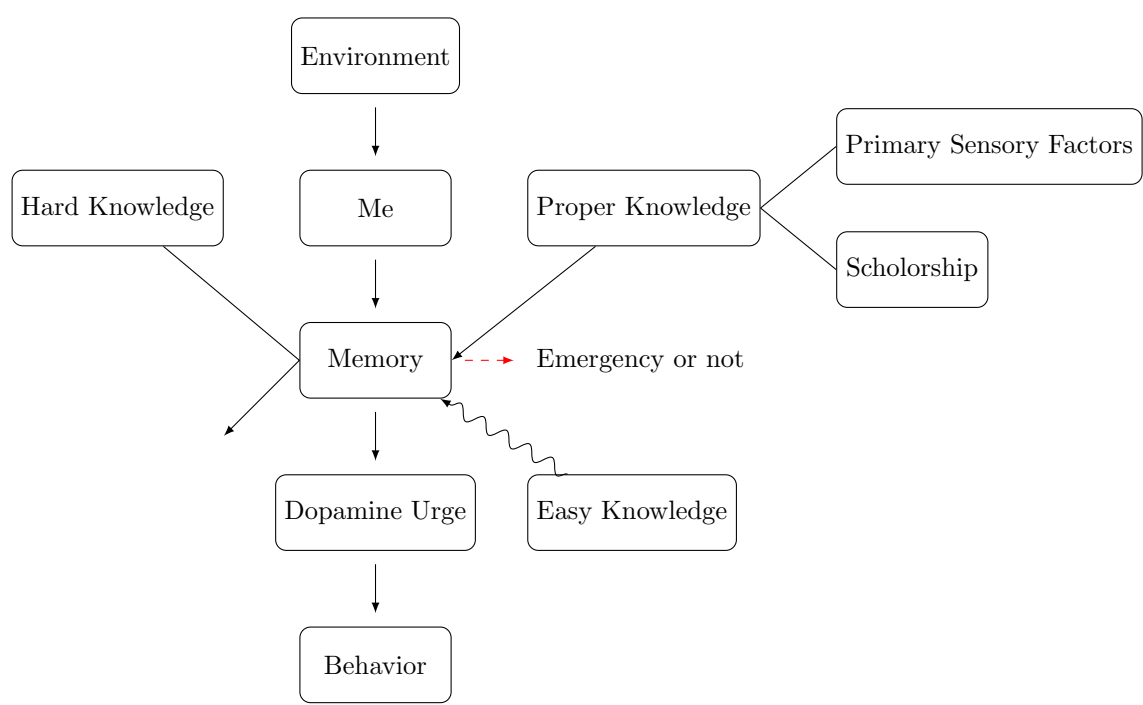 Environment
Primary Sensory Factors
Hard Knowledge
Me
Proper Knowledge
Scholorship
Memory
Emergency or not
Dopamine Urge
Easy Knowledge
Behavior